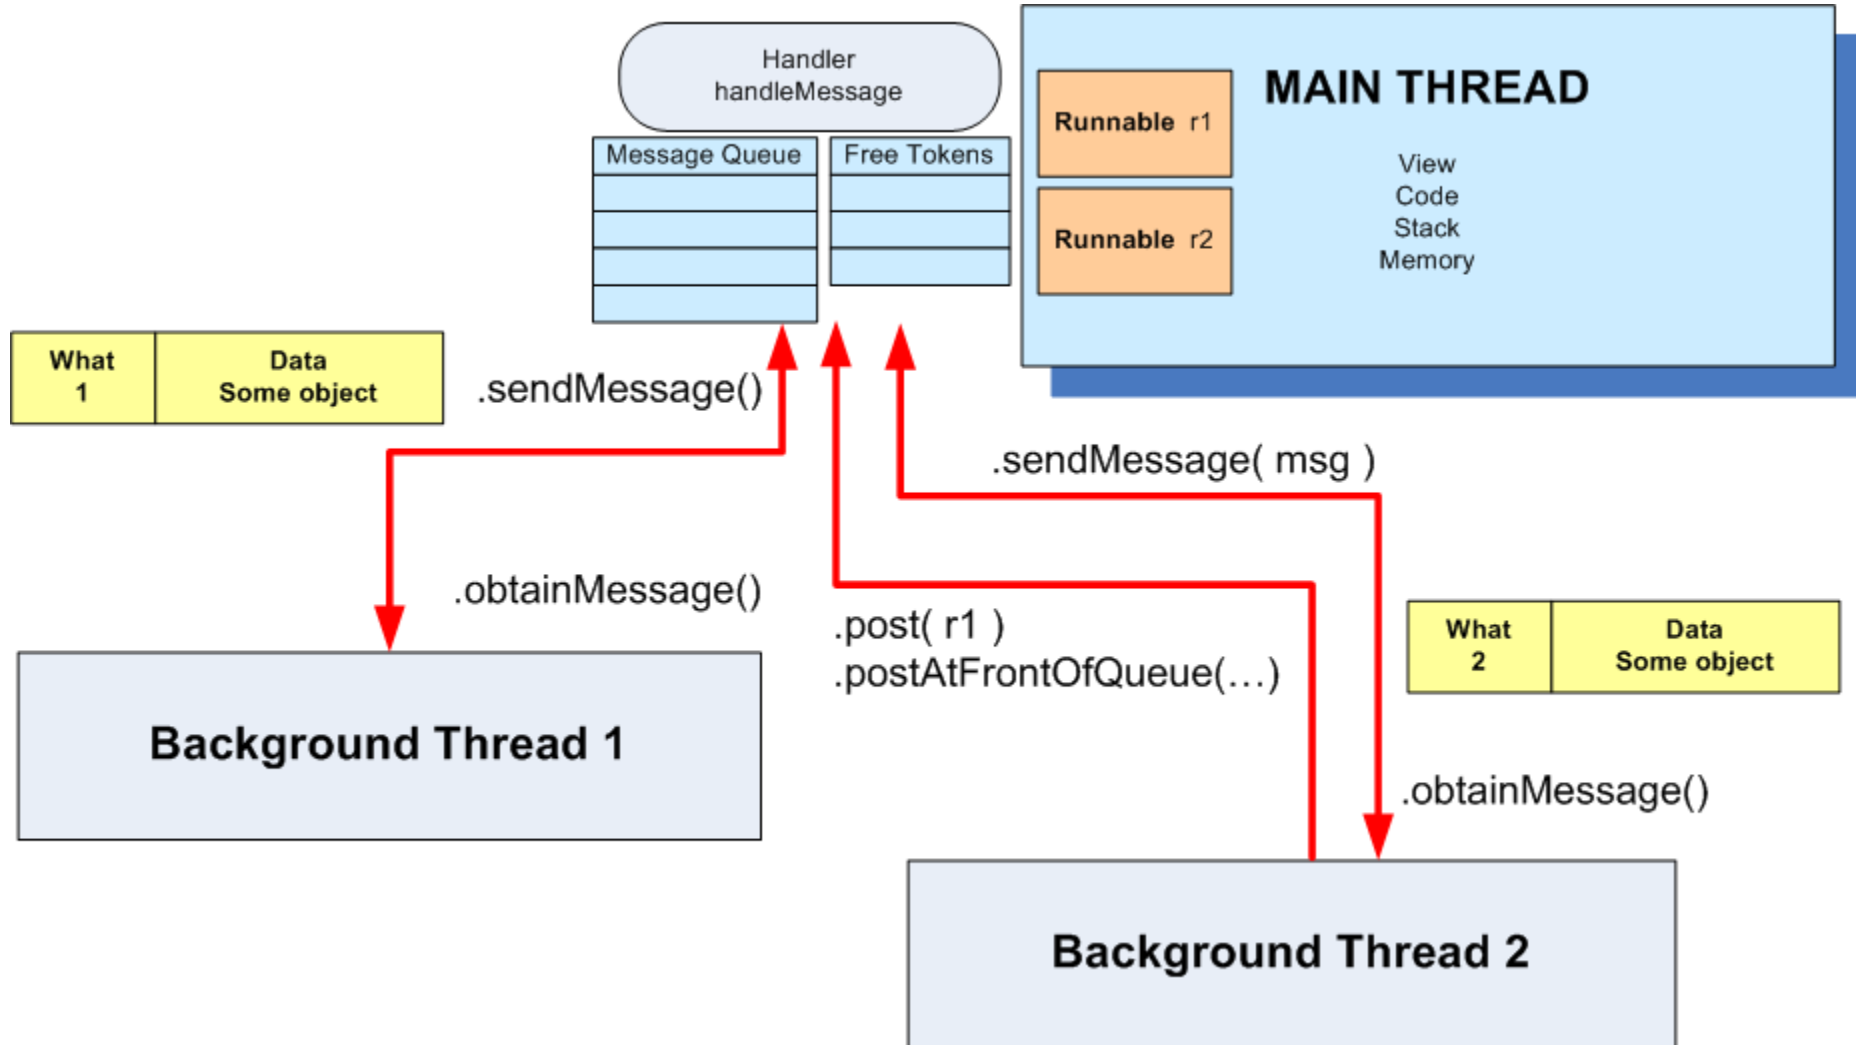 Handler
handleMessage
Message Queue
Free Tokens
MAIN THREAD
Runnable r1
Runnable r2
View
Code
Stack
Memory
What
1
Data
Some object
.sendMessage()
.sendMessage( msg )
.obtainMessage()
.post( r1 )
.postAtFrontOfQueue(...)
What
2
Data
Some object
Background Thread 1
.obtainMessage()
Background Thread 2